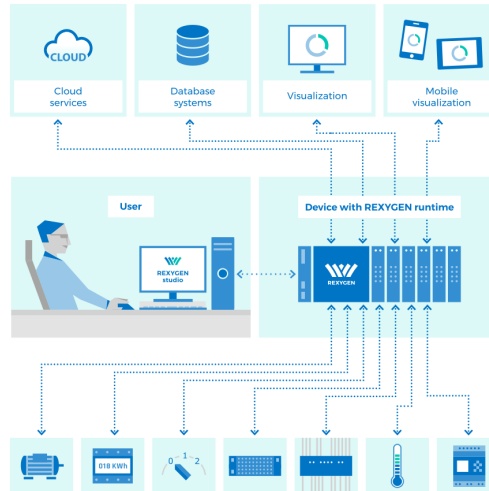 CLOUD
Cloud
services
Database
systems
Visualization
Mobile
visualization
User
Device with REXYGEN runtime
REXYGEN
studio
REXYGEN
018 KWh
0 1 2